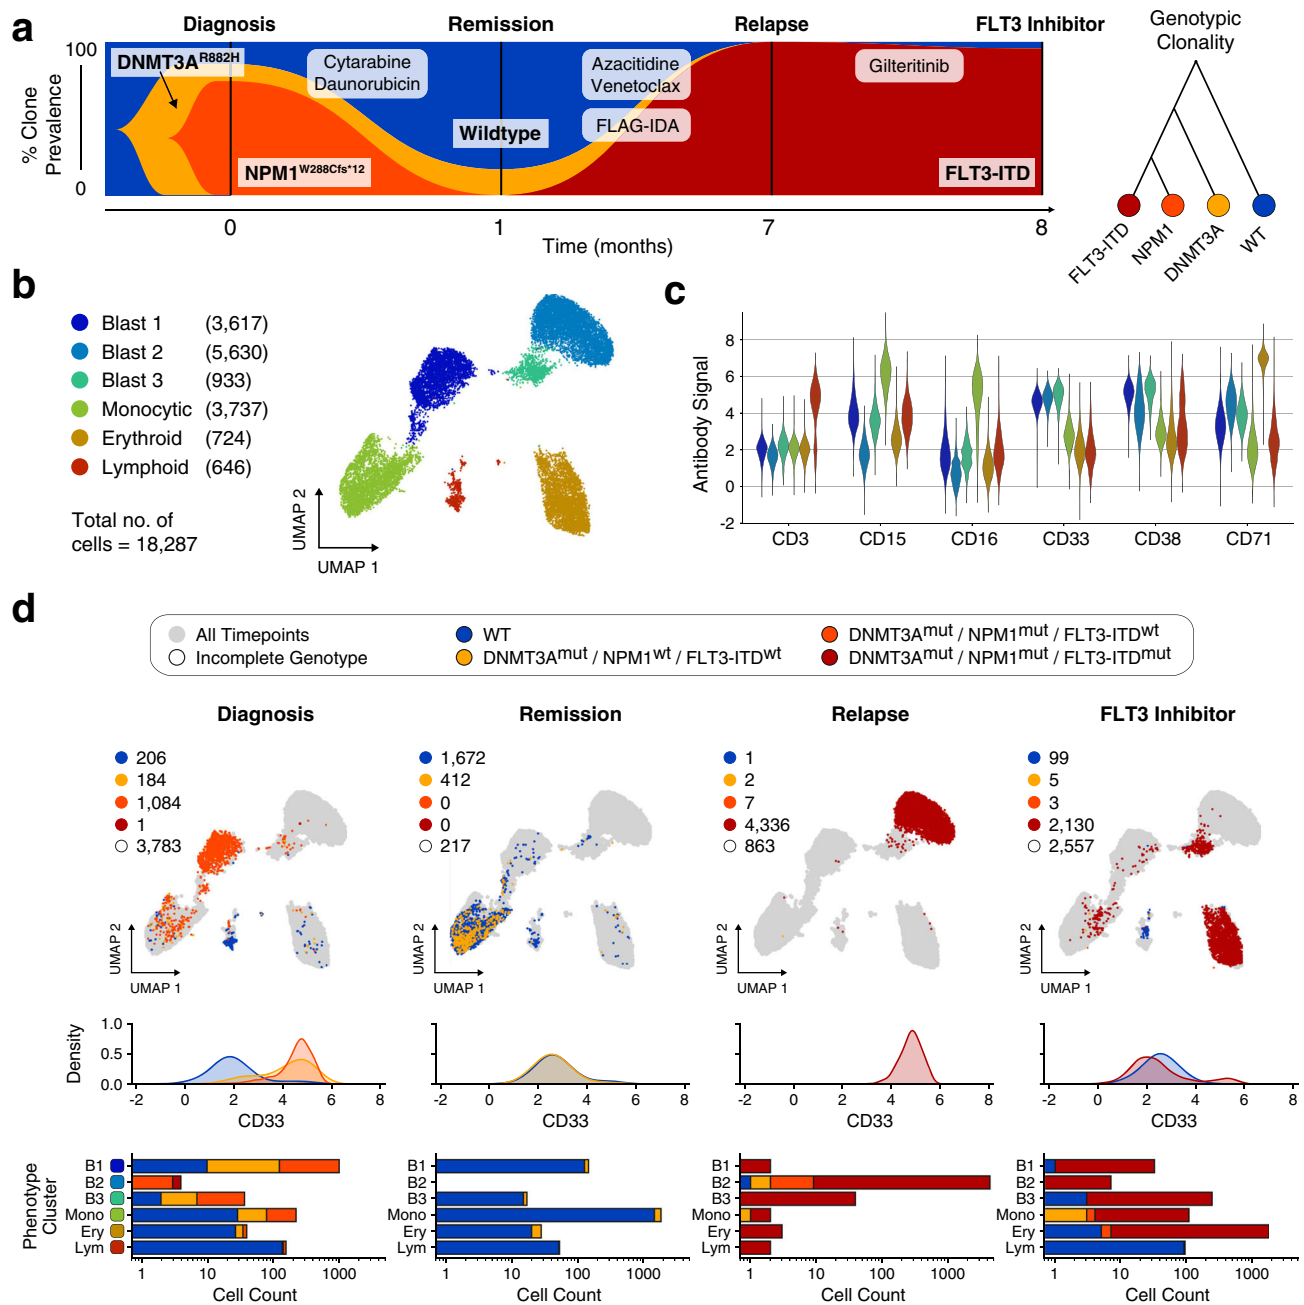 a
Diagnosis
Remission
Relapse
FLT3 Inhibitor
Genotypic
Clonality
% Clone
Prevalence
100
0
DNMT3A^R882H
Cytarabine
Daunorubicin
Azacitidine
Venetoclax
FLAG-IDA
Gilteritinib
Wildtype
NPM1^W288Cfs*12
FLT3-ITD
0
1
7
8
Time (months)
FLT3-ITD
NPM1
DNMT3A
WT
b
Blast 1 (3,617)
Blast 2 (5,630)
Blast 3 (933)
Monocytic (3,737)
Erythroid (724)
Lymphoid (646)
Total no. of
cells = 18,287
UMAP 2
UMAP 1
c
Antibody Signal
8
6
4
2
0
-2
CD3
CD15
CD16
CD33
CD38
CD71
d
All Timepoints
Incomplete Genotype
WT
DNMT3Amut / NPM1wt / FLT3-ITDwt
DNMT3Amut / NPM1mut / FLT3-ITDwt
DNMT3Amut / NPM1mut / FLT3-ITDmut
Diagnosis
206
184
1,084
1
3,783
UMAP 2
UMAP 1
Remission
1,672
412
0
0
217
UMAP 2
UMAP 1
Relapse
1
2
7
4,336
863
UMAP 2
UMAP 1
FLT3 Inhibitor
99
5
3
2,130
2,557
UMAP 2
UMAP 1
Density
1.0
0.5
0.0
-2 0 2 4 6 8
CD33
-2 0 2 4 6 8
CD33
-2 0 2 4 6 8
CD33
-2 0 2 4 6 8
CD33
Phenotype
Cluster
B1
B2
B3
Mono
Ery
Lym
1 10 100 1000
Cell Count
B1
B2
B3
Mono
Ery
Lym
1 10 100 1000
Cell Count
B1
B2
B3
Mono
Ery
Lym
1 10 100 1000
Cell Count
B1
B2
B3
Mono
Ery
Lym
1 10 100 1000
Cell Count